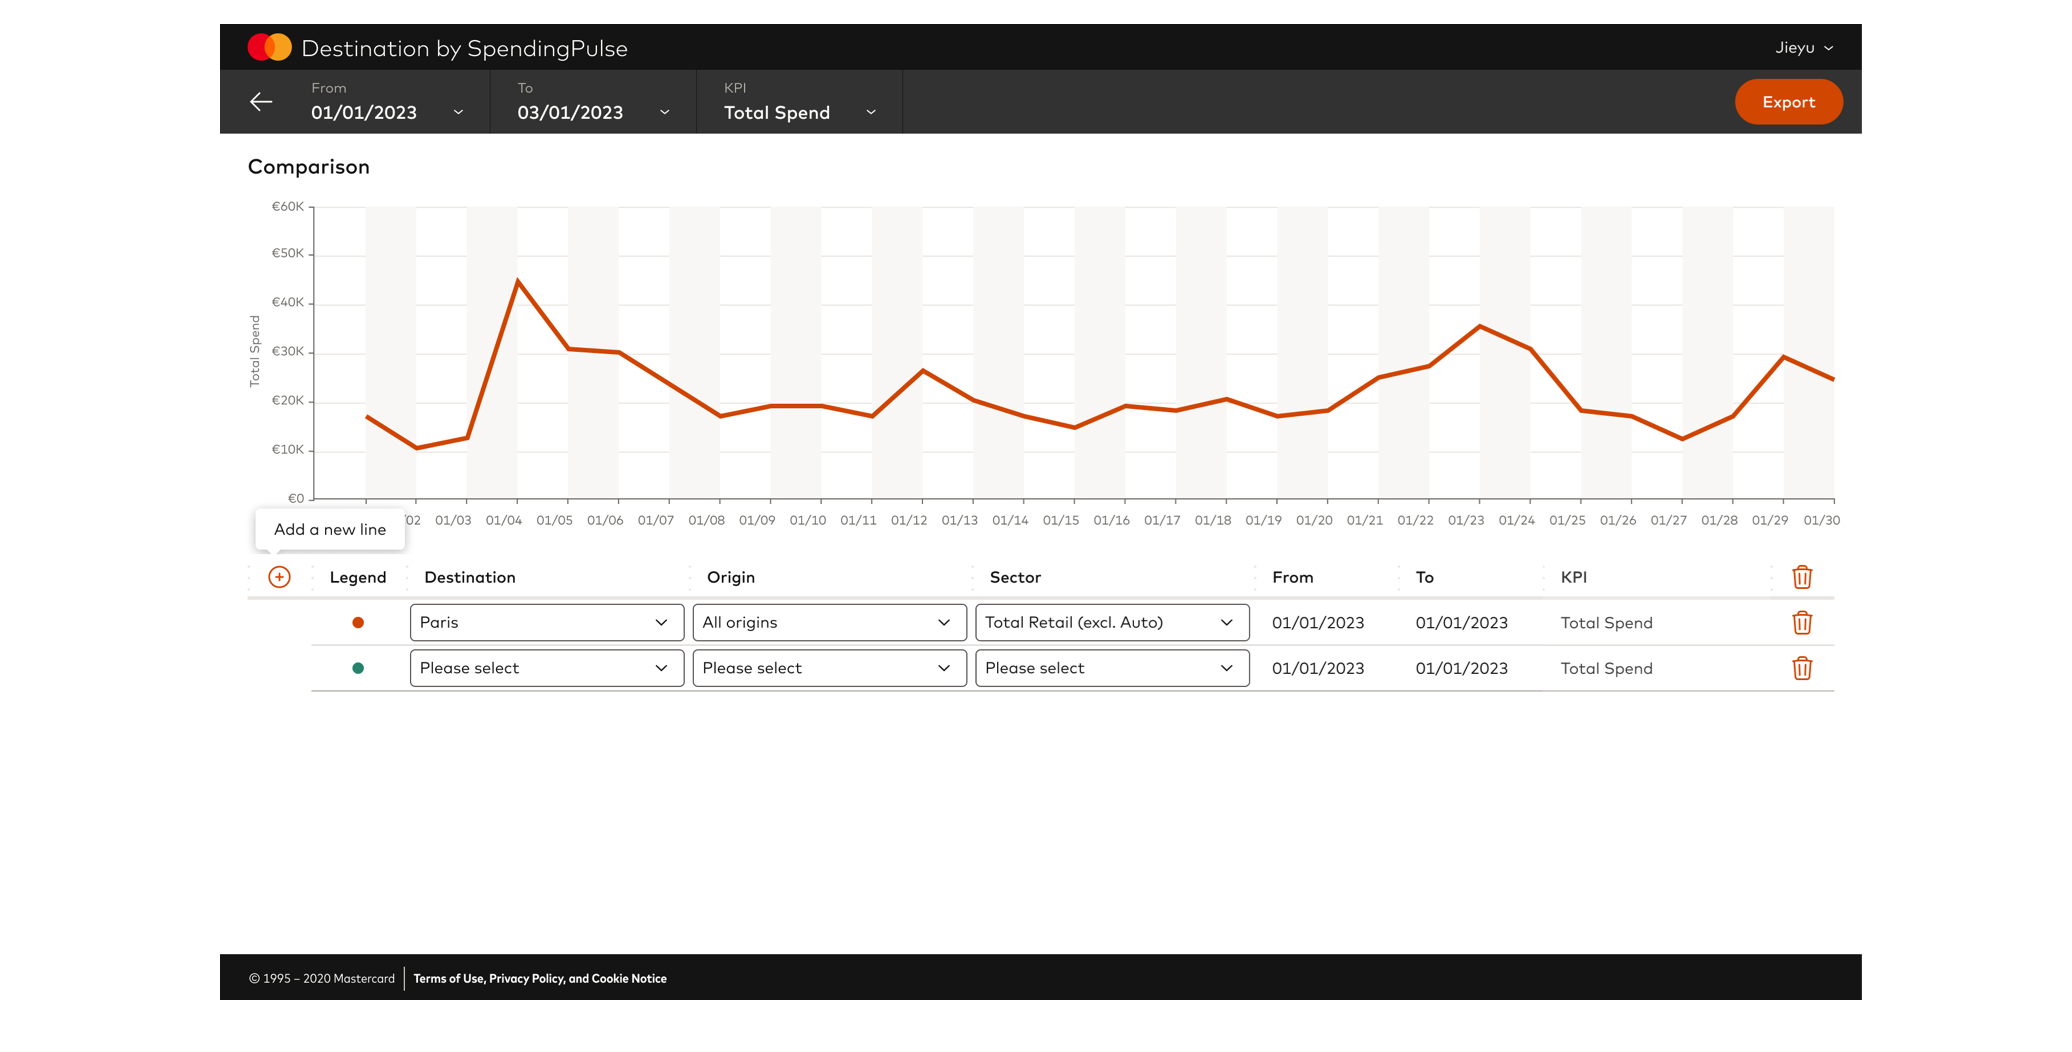 Destination by SpendingPulse
Jieyu
From
01/01/2023
To
03/01/2023
KPI
Total Spend
Export
Comparison
€60K
€50K
€40K
€30K
€20K
€10K
€0
Total Spend
/02 01/03 01/04 01/05 01/06 01/07 01/08 01/09 01/10 01/11 01/12 01/13 01/14 01/15 01/16 01/17 01/18 01/19 01/20 01/21 01/22 01/23 01/24 01/25 01/26 01/27 01/28 01/29 01/30
Add a new line
Legend Destination Origin Sector From To KPI
Paris All origins Total Retail (excl. Auto) 01/01/2023 01/01/2023 Total Spend
Please select Please select Please select 01/01/2023 01/01/2023 Total Spend
© 1995 – 2020 Mastercard Terms of Use, Privacy Policy, and Cookie Notice